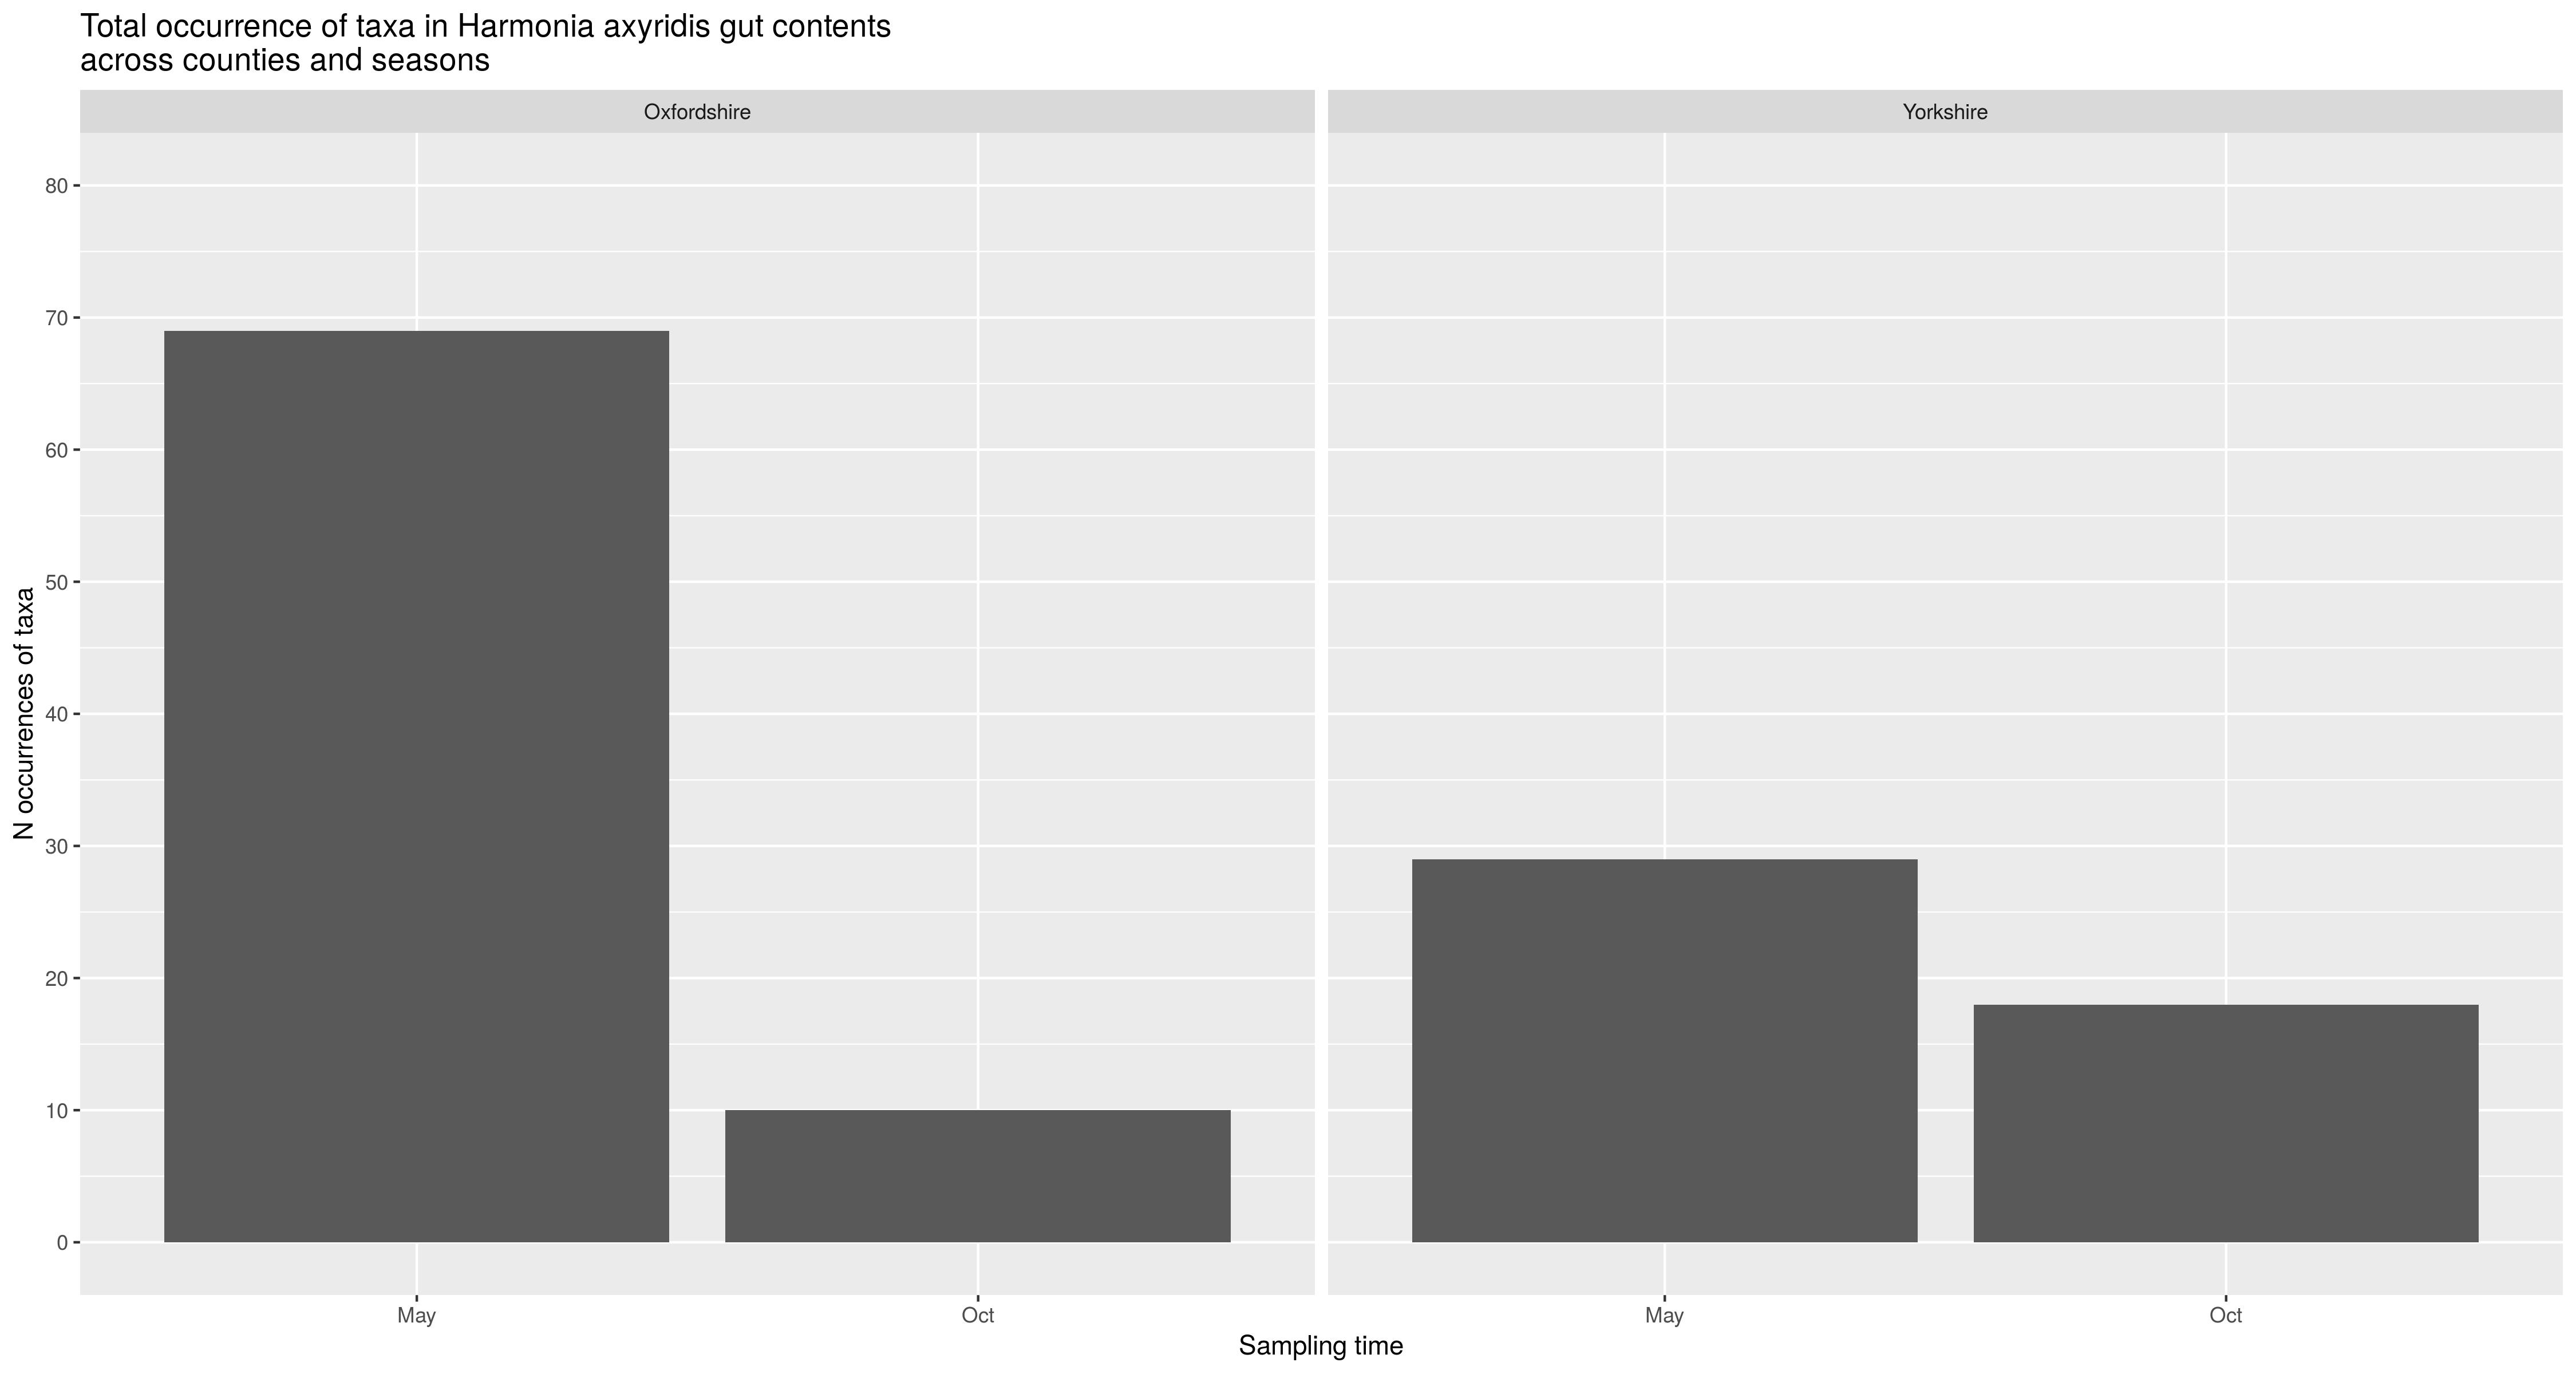 Total occurrence of taxa in Harmonia axyridis gut contents
across counties and seasons
Oxfordshire
Yorkshire
80
70
60
50
40
30
20
10
0
N occurrences of taxa
May
Oct
May
Oct
Sampling time